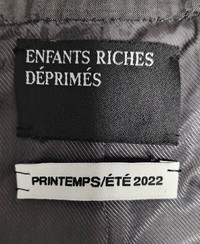 ENFANTS RICHES
DÉPRIMÉS
PRINTEMPS/ÉTÉ 2022